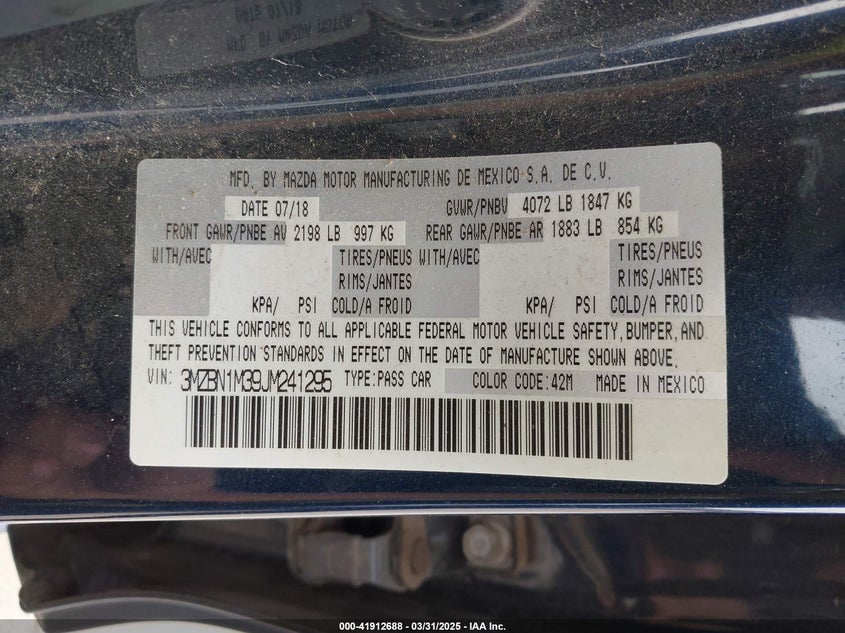 MFD. BY MAZDA MOTOR MANUFACTURING DE MEXICO S.A. DE C.V.
DATE 07/18 GVWR/PNBV 4072 LB 1847 KG
FRONT GAWR/PNBE AV 2198 LB 997 KG REAR GAWR/PNBE AR 1883 LB 854 KG
WITH/AVEC TIRES/PNEUS WITH/AVEC TIRES/PNEUS
RIMS/JANTES RIMS/JANTES
KPA/ PSI COLD/A FROID KPA/ PSI COLD/A FROID
THIS VEHICLE CONFORMS TO ALL APPLICABLE FEDERAL MOTOR VEHICLE SAFETY, BUMPER, AND
THEFT PREVENTION STANDARDS IN EFFECT ON THE DATE OF MANUFACTURE SHOWN ABOVE.
VIN: 3MZBN1M39JM241295 TYPE:PASS CAR COLOR CODE:42M MADE IN MEXICO
000-41912688 — 03/31/2025 — IAA Inc.